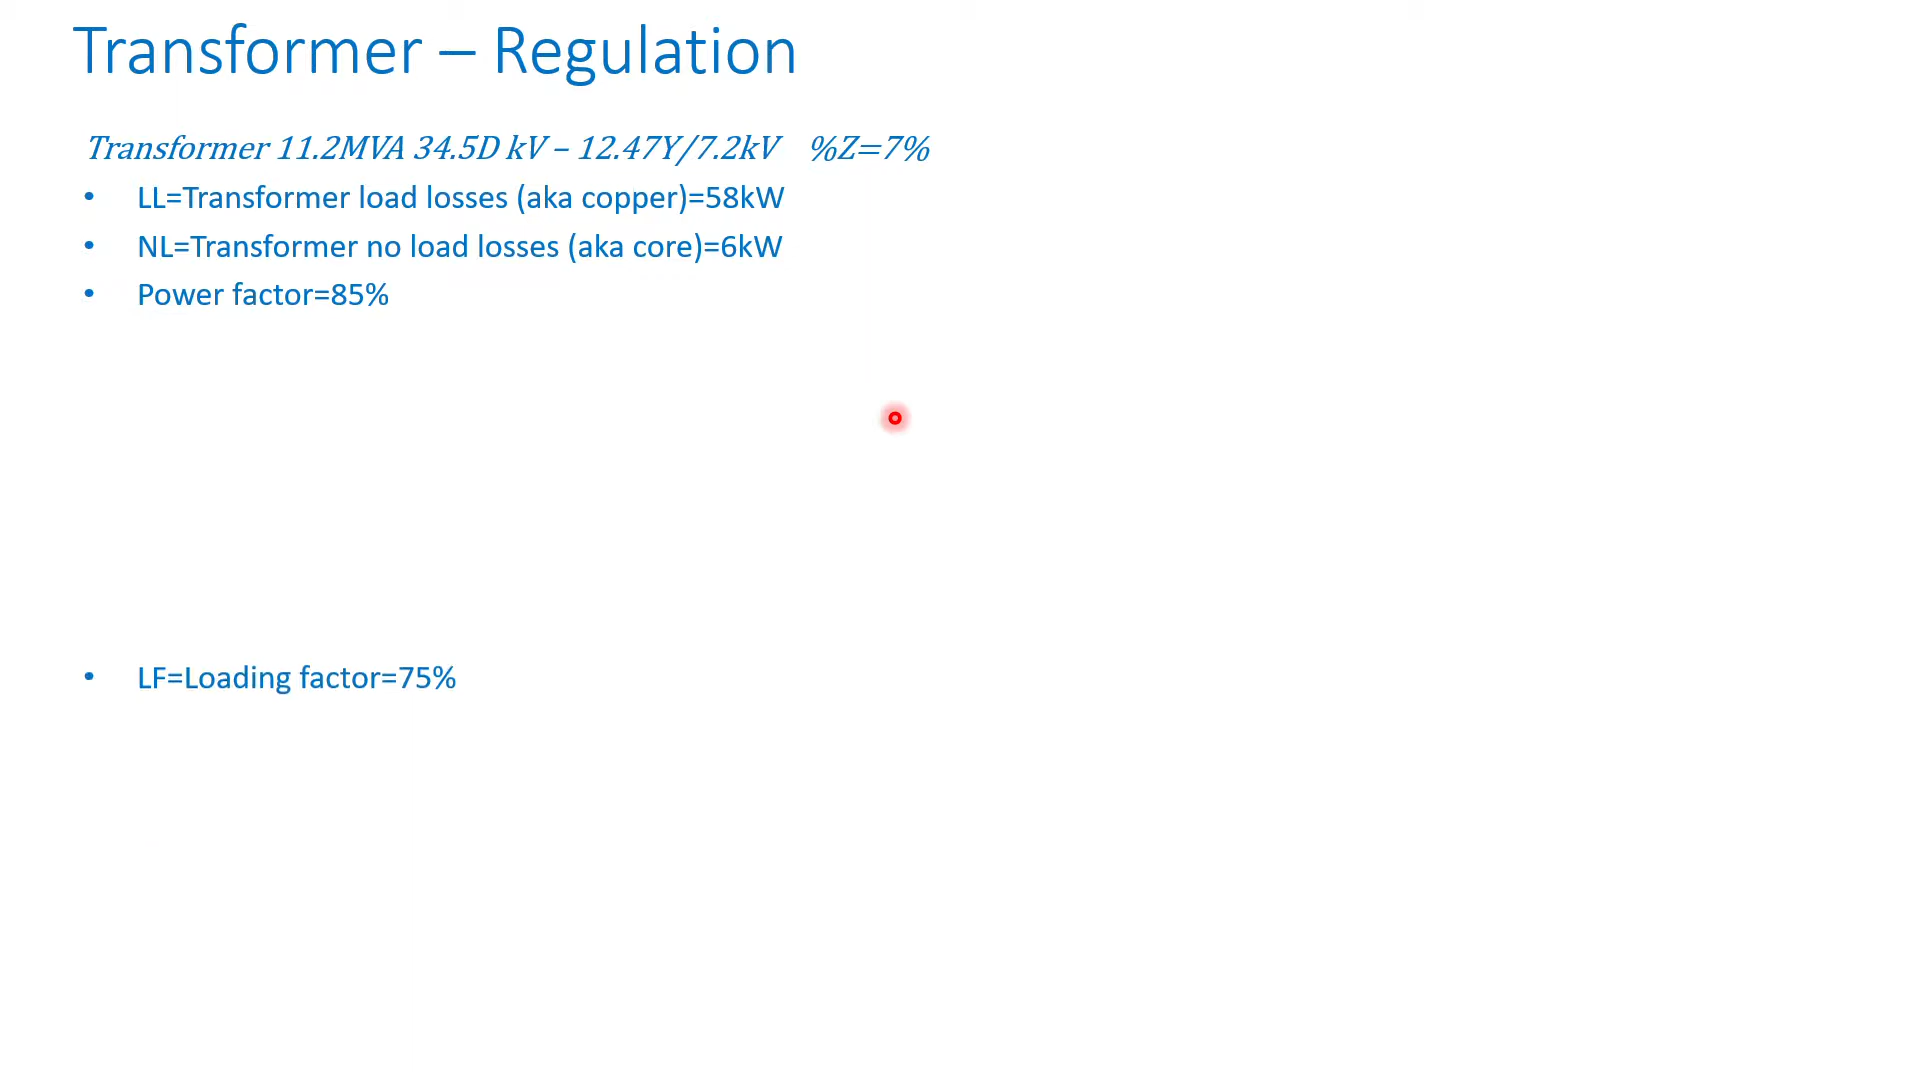 Transformer – Regulation
Transformer 11.2MVA 34.5D kV – 12.47Y/7.2kV %Z=7%
• LL=Transformer load losses (aka copper)=58kW
• NL=Transformer no load losses (aka core)=6kW
• Power factor=85%
• LF=Loading factor=75%